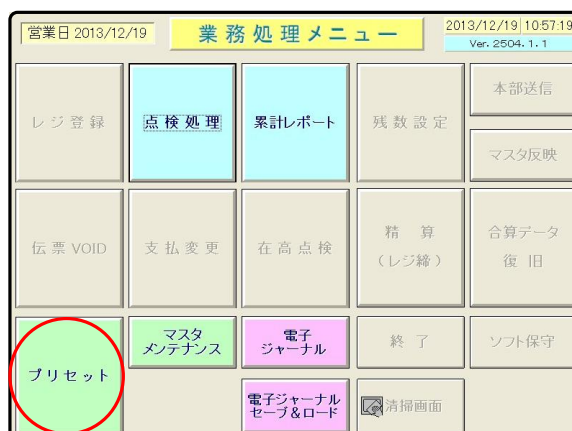 営業日 2013/12/19
業務処理メニュー
2013/12/19 10:57:19
Ver. 2504.1.1
レジ登録
点検処理
累計レポート
残数設定
本部送信
マスタ反映
伝票 VOID
支払変更
在高点検
精 算
(レジ締)
合算データ
復 旧
プリセット
マスタ
メンテナンス
電子
ジャーナル
終 了
ソフト保守
電子ジャーナル
セーブ&ロード
清掃画面